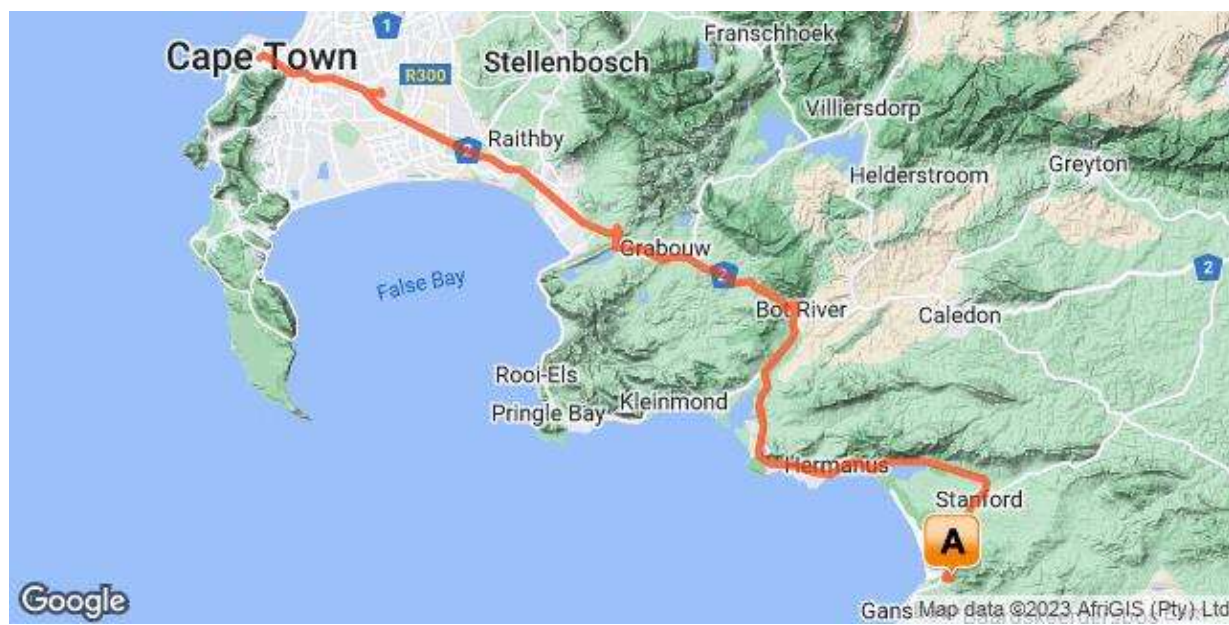 Cape Town
1
R300
Stellenbosch
Franschhoek
Villiersdorp
Raithby
2
Greyton
Helderstroom
Grabouw
2
2
False Bay
Bot River
Caledon
Rooi-Els
Kleinmond
Pringle Bay
Hermanus
Stanford
A
Google
Gans
Map data ©2023 AfriGIS (Pty) Ltd